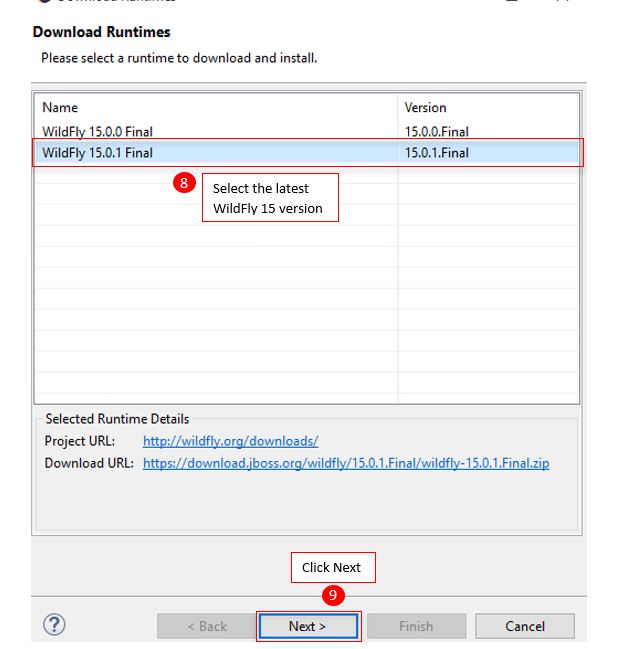 Download Runtimes
Please select a runtime to download and install.
Name Version
WildFly 15.0.0 Final 15.0.0.Final
WildFly 15.0.1 Final 15.0.1.Final
8
Select the latest
WildFly 15 version
Selected Runtime Details
Project URL: http://wildfly.org/downloads/
Download URL: https://download.jboss.org/wildfly/15.0.1.Final/wildfly-15.0.1.Final.zip
Click Next
9
? < Back Next > Finish Cancel